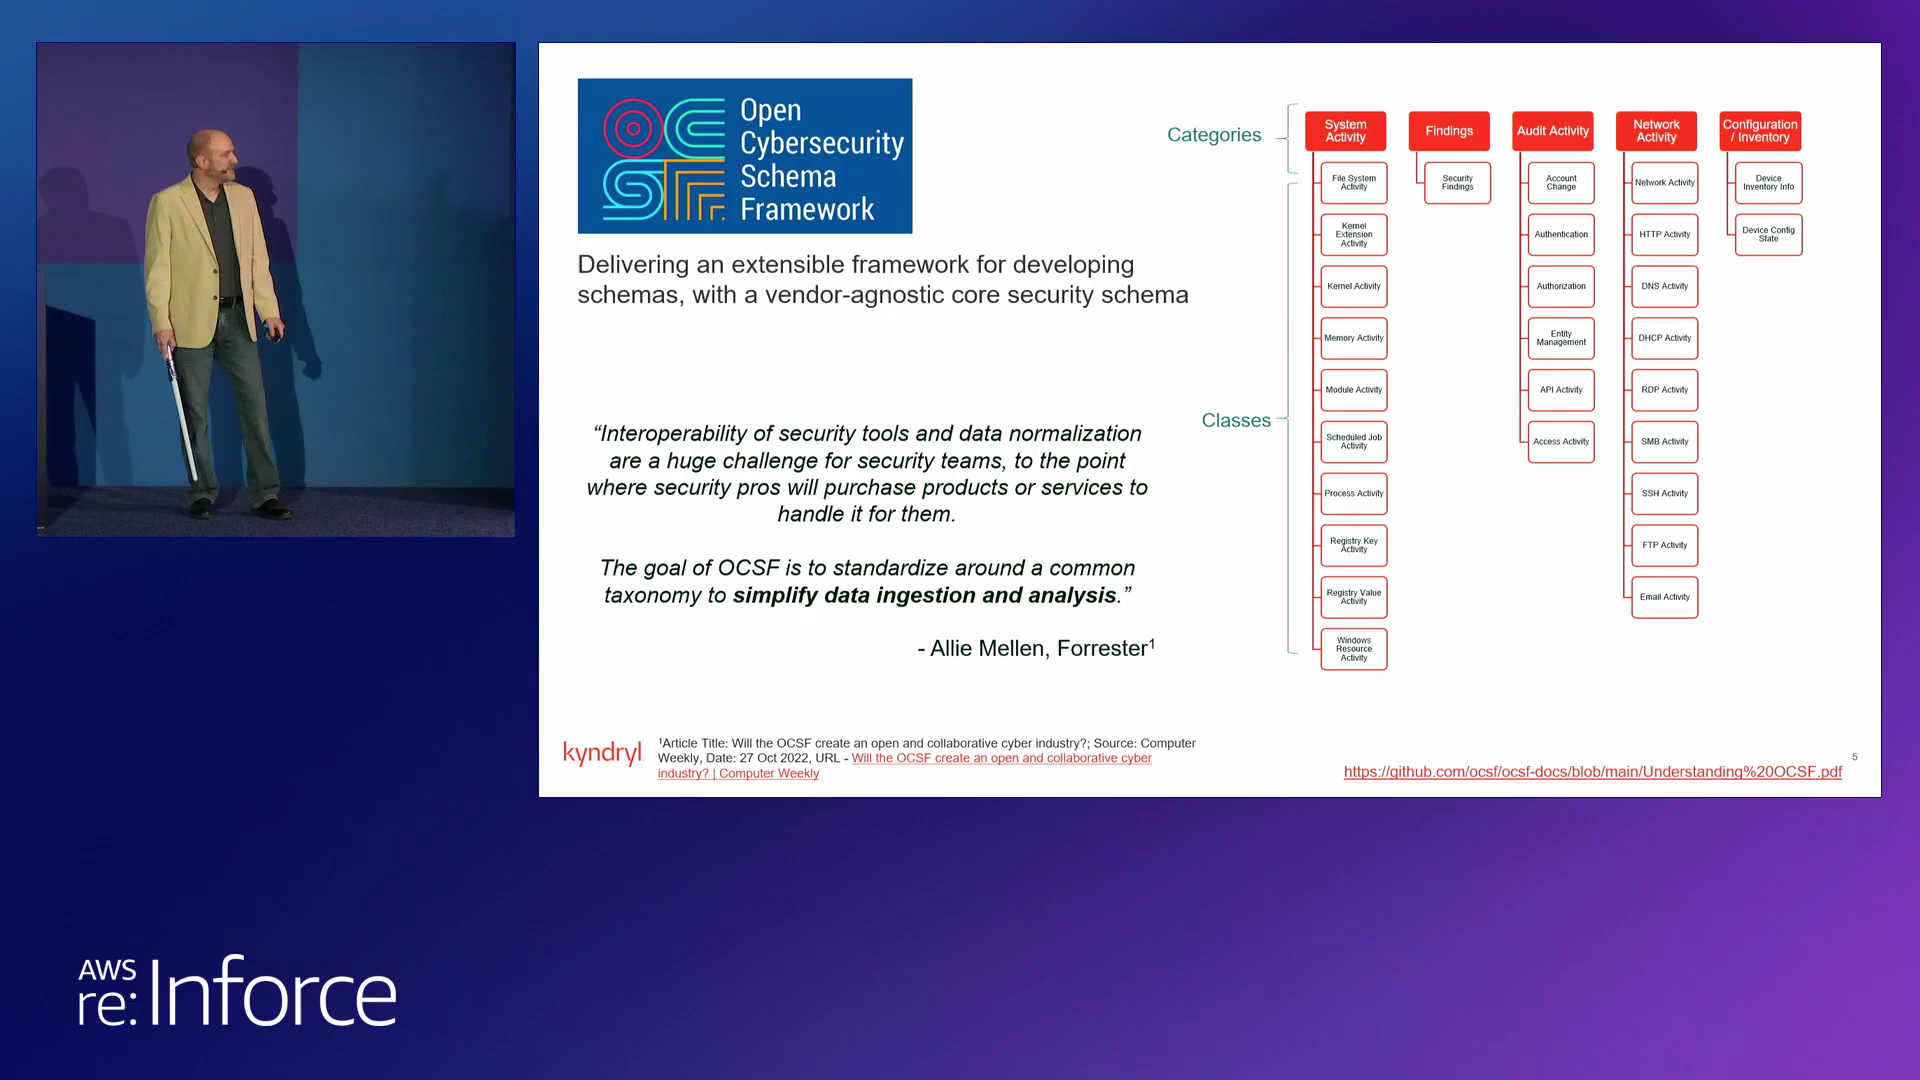 Open
Cybersecurity
Schema
Framework
Delivering an extensible framework for developing
schemas, with a vendor-agnostic core security schema
“Interoperability of security tools and data normalization
are a huge challenge for security teams, to the point
where security pros will purchase products or services to
handle it for them.
The goal of OCSF is to standardize around a common
taxonomy to simplify data ingestion and analysis.”
- Allie Mellen, Forrester¹
Categories
Classes
System
Activity
File System
Activity
Kernel
Extension
Activity
Kernel Activity
Memory Activity
Module Activity
Scheduled Job
Activity
Process Activity
Registry Key
Activity
Registry Value
Activity
Windows
Resource
Activity
Findings
Security
Findings
Audit Activity
Account
Change
Authentication
Authorization
Entity
Management
API Activity
Access Activity
Network
Activity
Network Activity
HTTP Activity
DNS Activity
DHCP Activity
RDP Activity
SMB Activity
SSH Activity
FTP Activity
Email Activity
Configuration
/ Inventory
Device
Inventory Info
Device Config
State
kyndryl
¹Article Title: Will the OCSF create an open and collaborative cyber industry?; Source: Computer
Weekly, Date: 27 Oct 2022, URL - Will the OCSF create an open and collaborative cyber
industry? | Computer Weekly
5
https://github.com/ocsf/ocsf-docs/blob/main/Understanding%20OCSF.pdf
AWS
re:Inforce